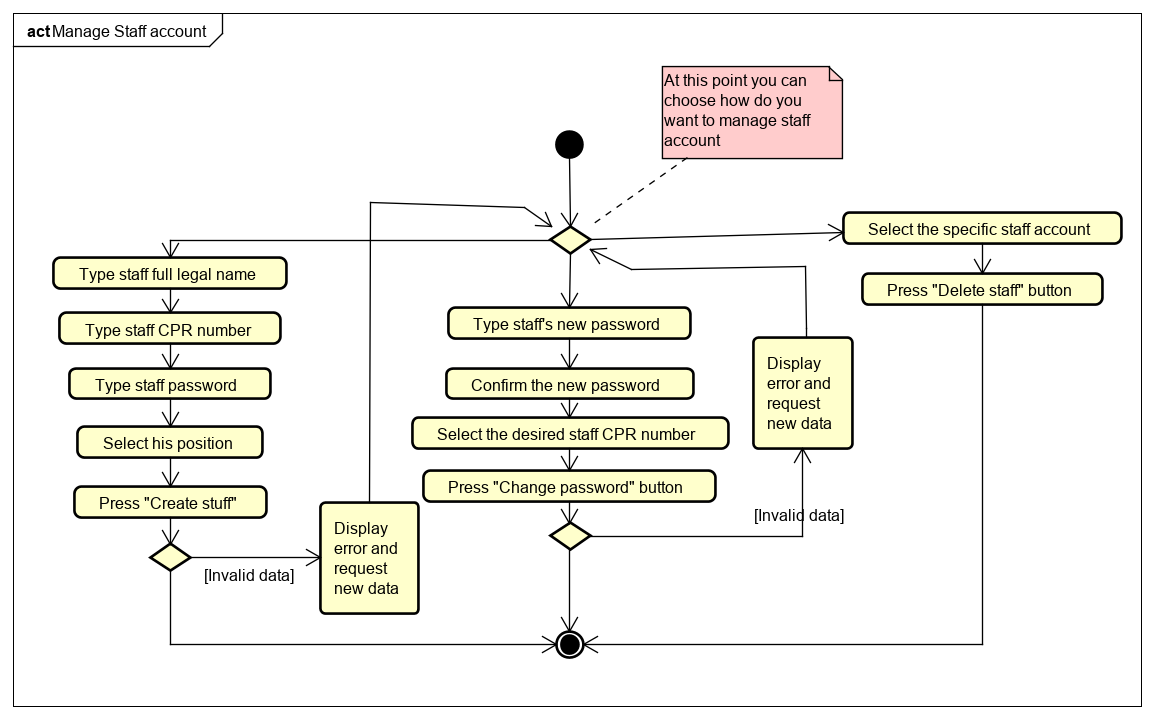 act Manage Staff account
At this point you can
choose how do you
want to manage staff
account
Select the specific staff account
Press "Delete staff" button
Type staff full legal name
Type staff CPR number
Type staff password
Select his position
Press "Create stuff"
[Invalid data]
Display
error and
request
new data
Type staff's new password
Confirm the new password
Select the desired staff CPR number
Press "Change password" button
[Invalid data]
Display
error and
request
new data